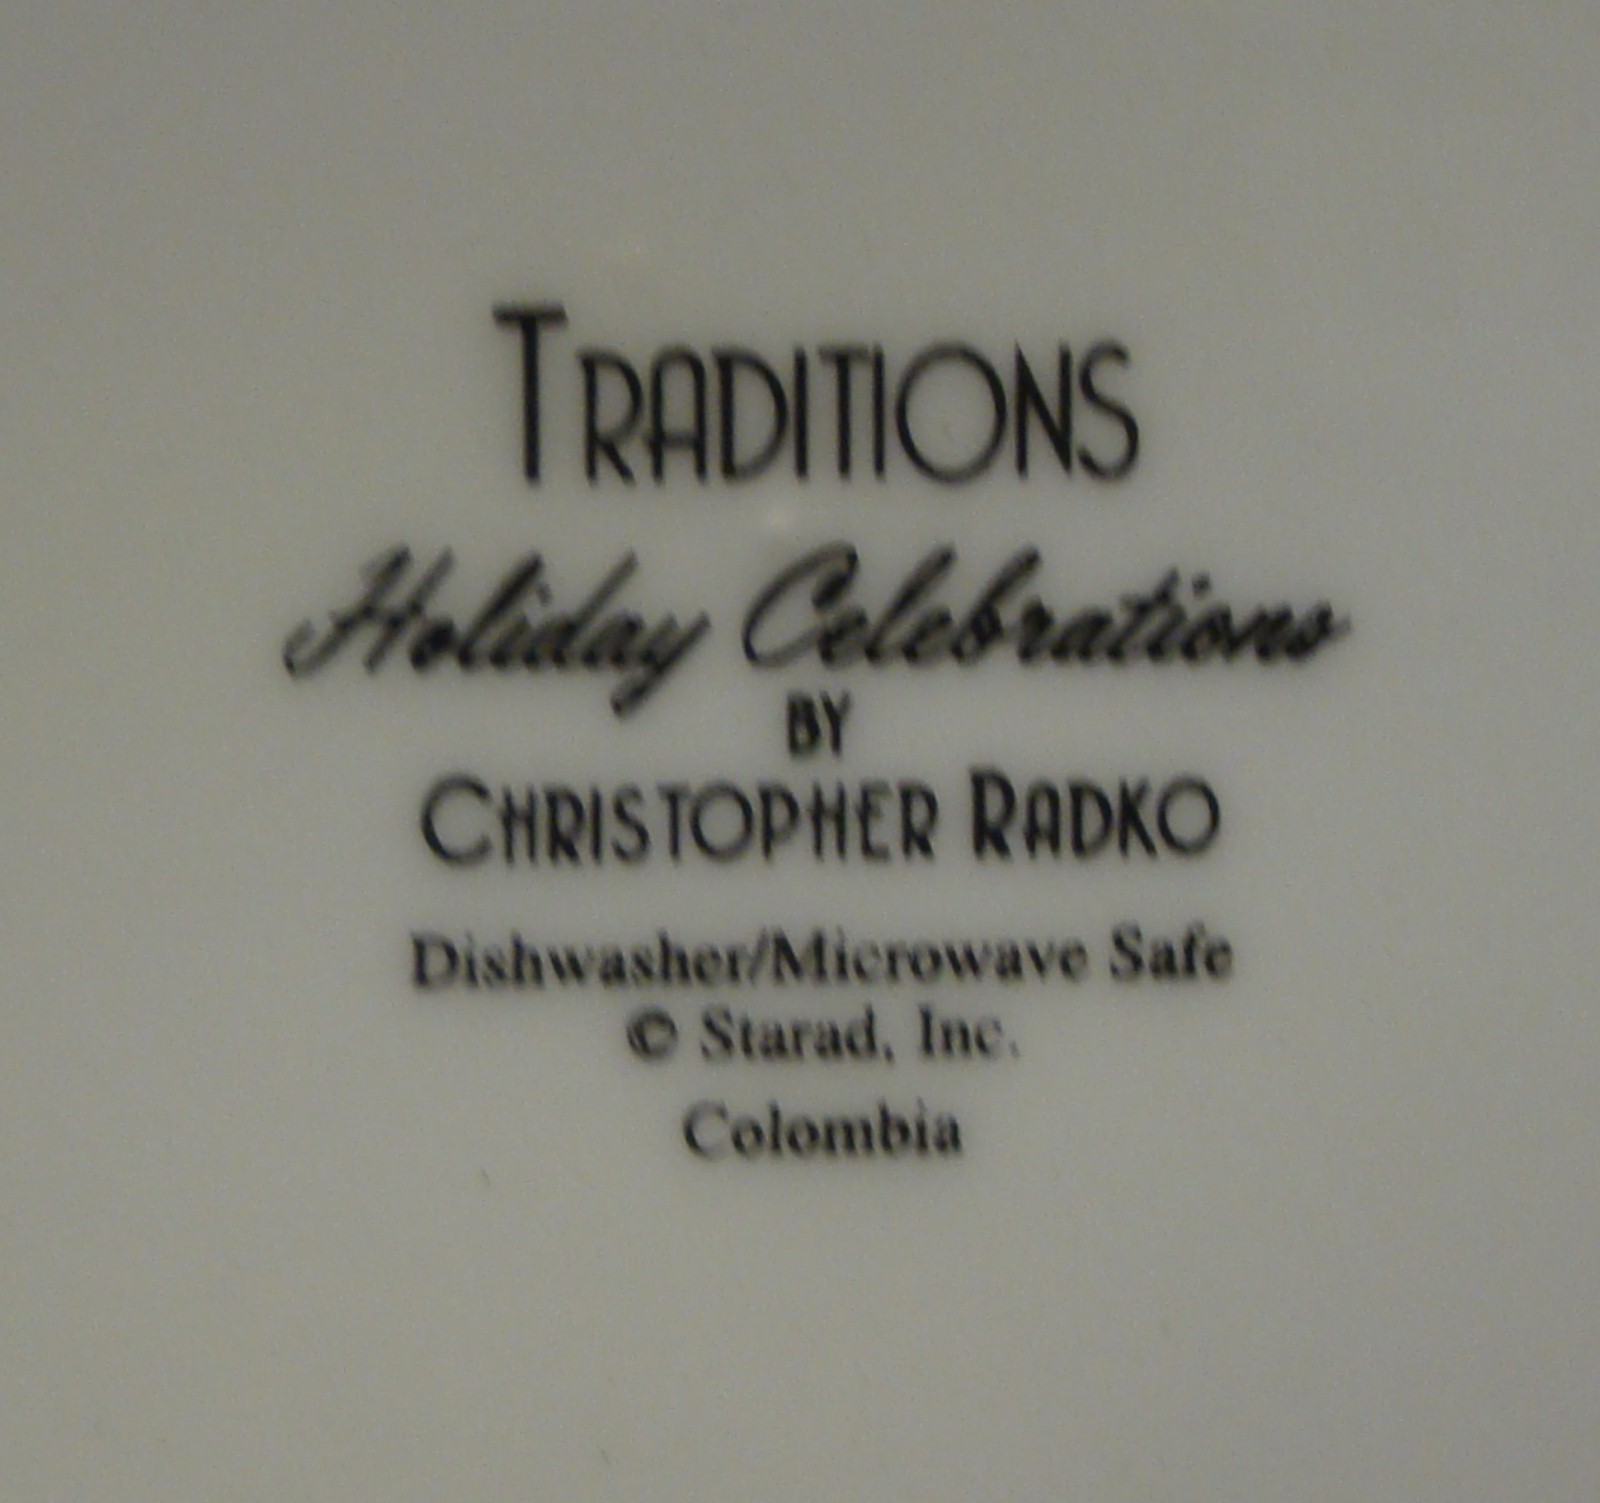 TRADITIONS
Holiday Celebrations
BY
CHRISTOPHER RADKO
Dishwasher/Microwave Safe
© Starad, Inc.
Colombia